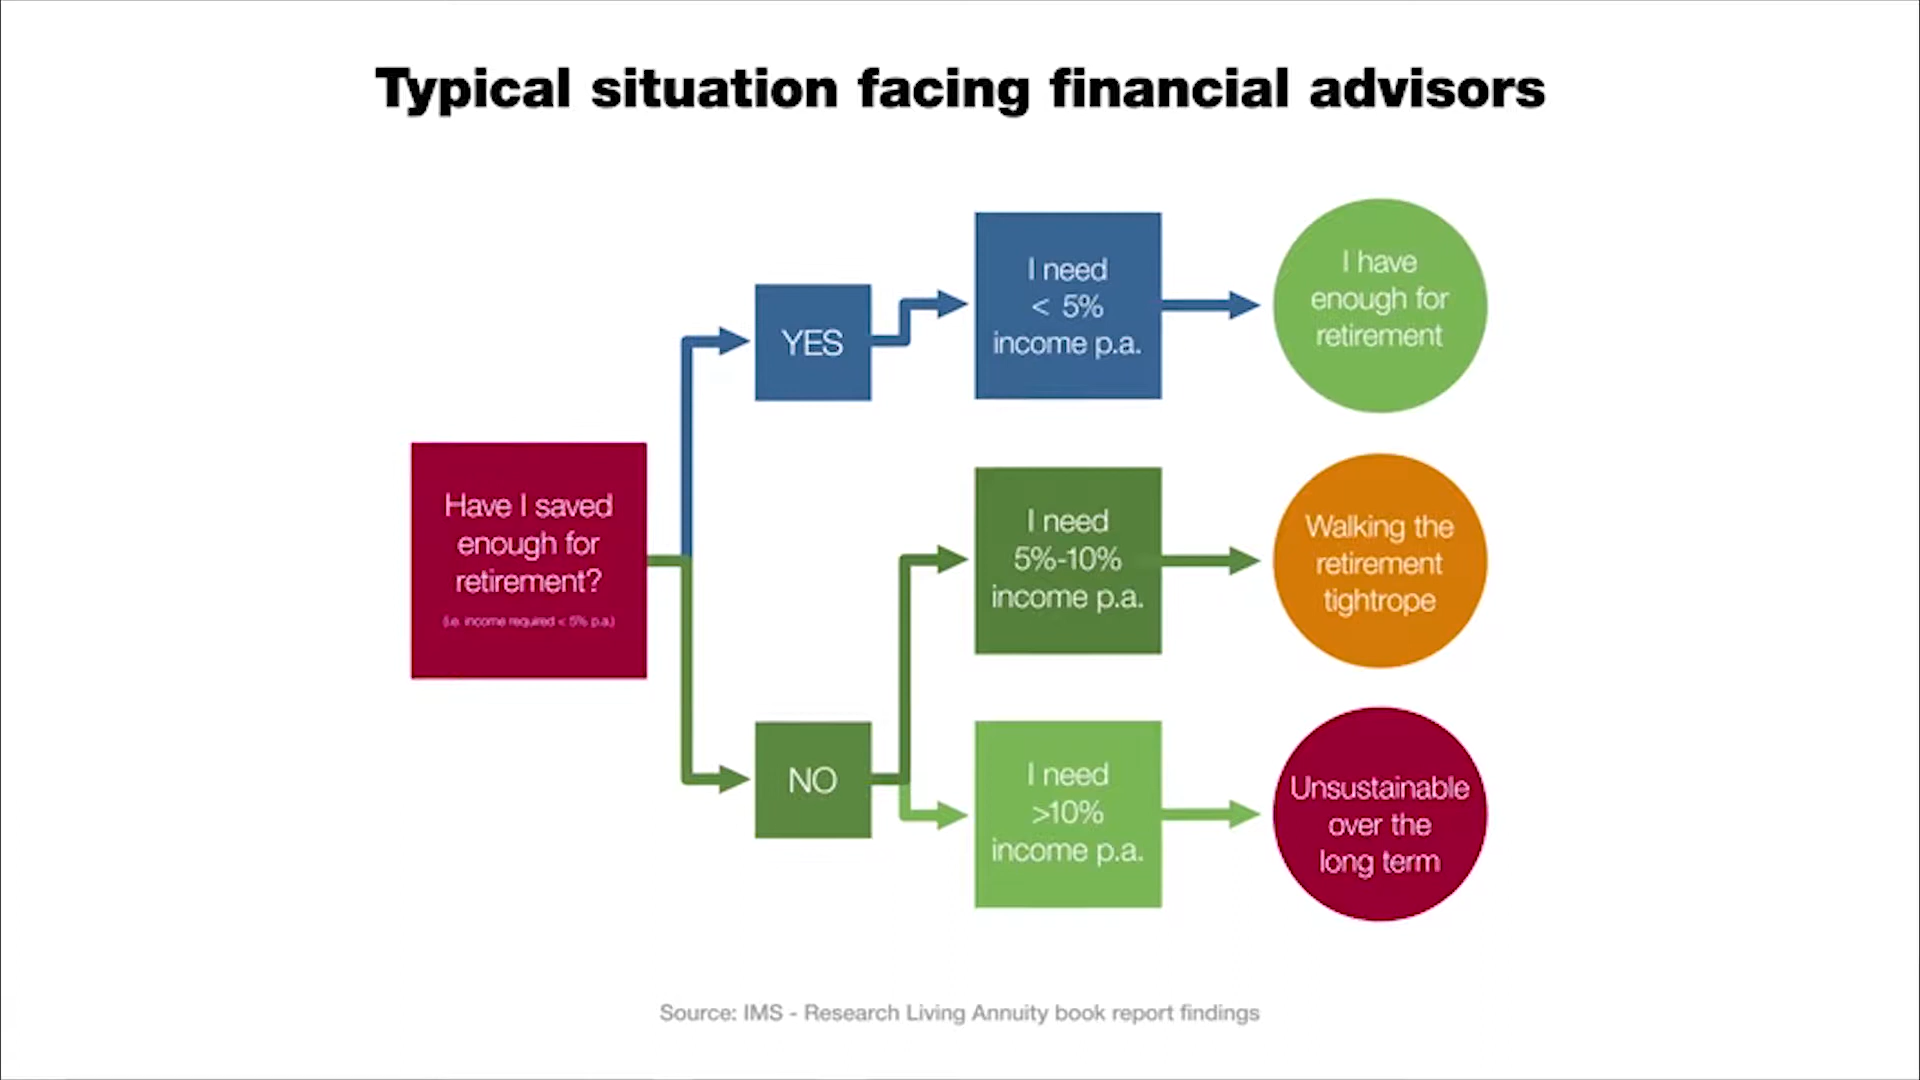 Typical situation facing financial advisors
Have I saved
enough for
retirement?
(i.e. income required < 5% p.a.)
YES
I need
< 5%
income p.a.
I have
enough for
retirement
NO
I need
5%-10%
income p.a.
Walking the
retirement
tightrope
I need
>10%
income p.a.
Unsustainable
over the
long term
Source: IMS - Research Living Annuity book report findings